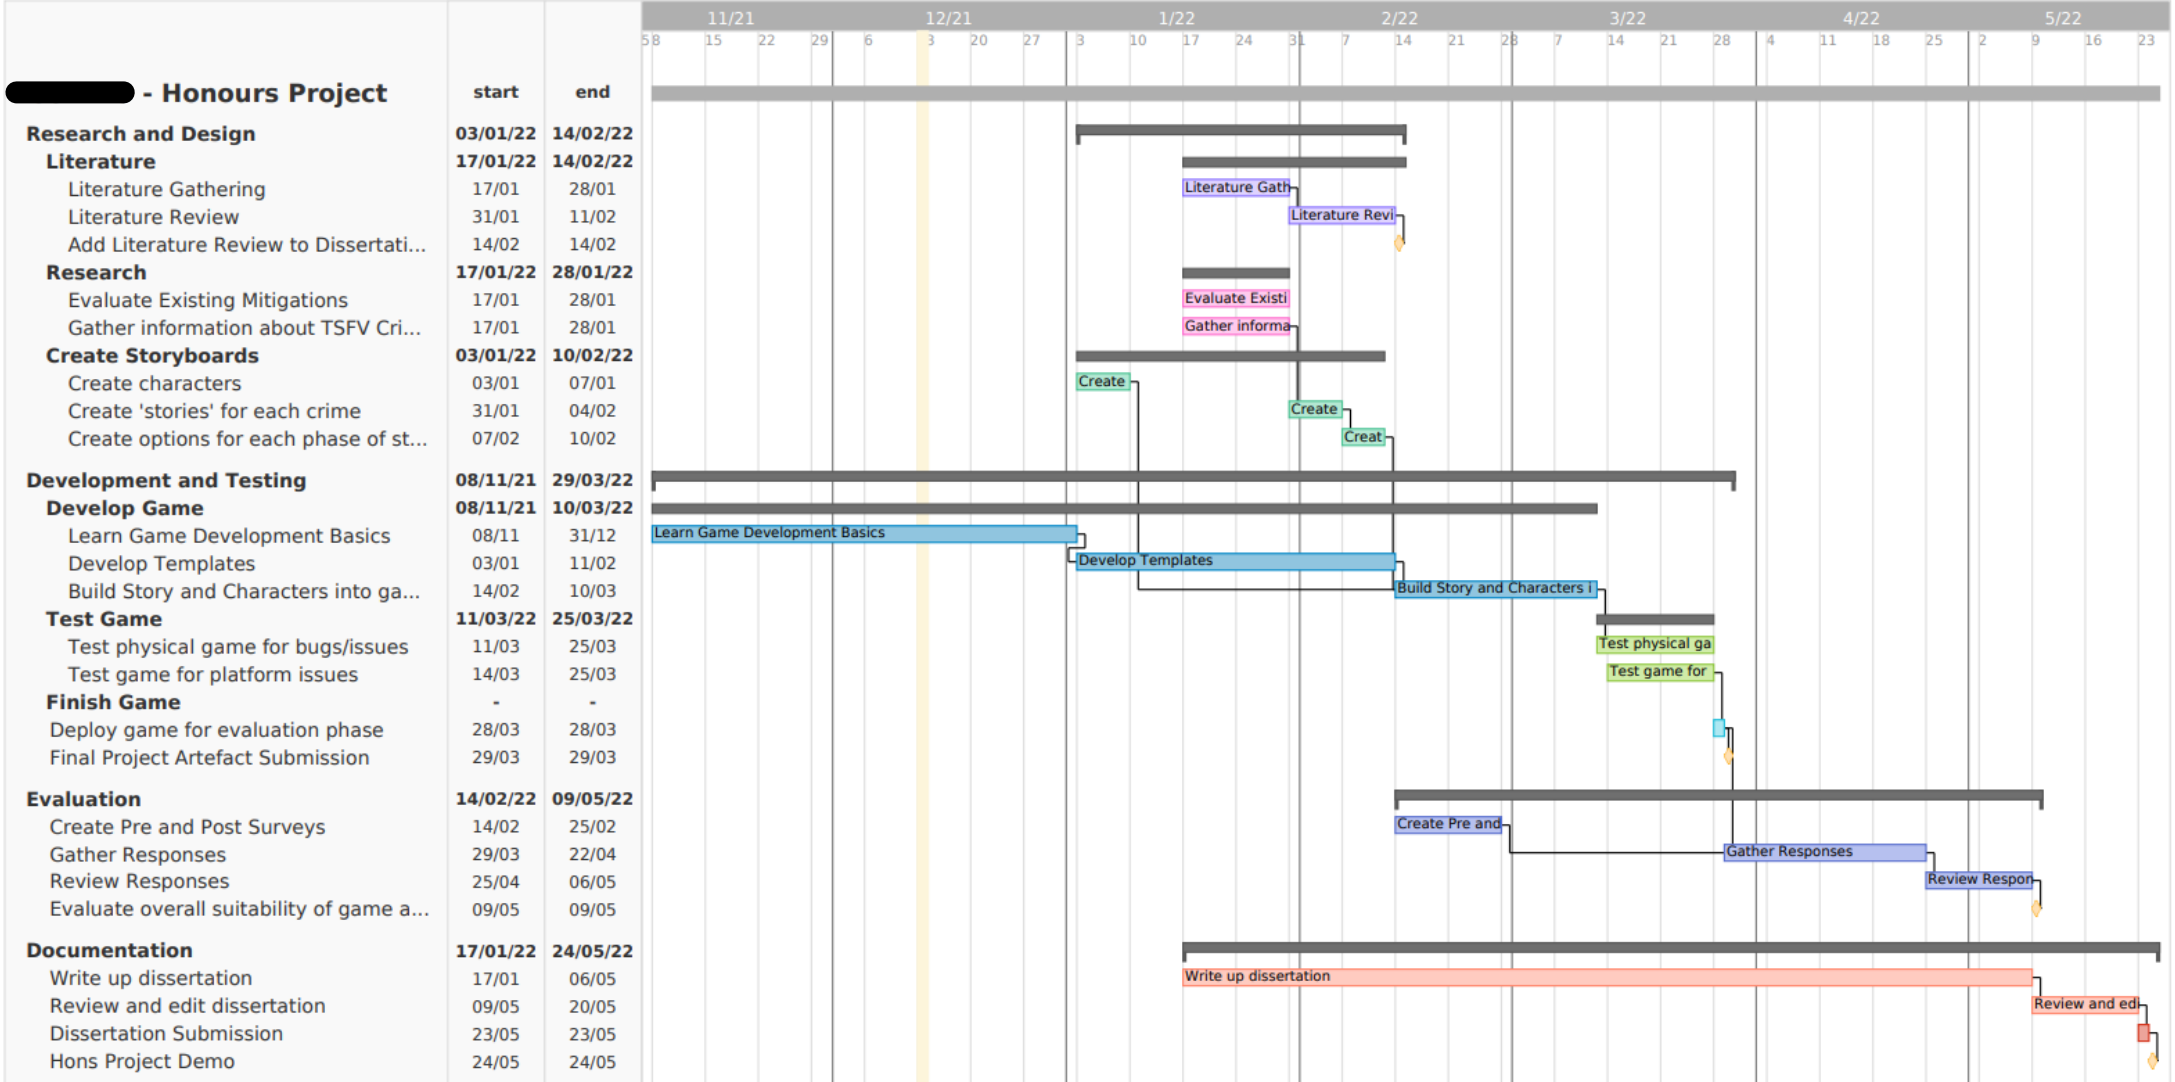 11/21 12/21 1/22 2/22 3/22 4/22 5/22
5 8 15 22 29 6 3 20 27 3 10 17 24 31 7 14 21 28 7 14 21 28 4 11 18 25 2 9 16 23
- Honours Project start end
Research and Design 03/01/22 14/02/22
Literature 17/01/22 14/02/22
Literature Gathering 17/01 28/01 Literature Gath
Literature Review 31/01 11/02 Literature Revi
Add Literature Review to Dissertati... 14/02 14/02
Research 17/01/22 28/01/22
Evaluate Existing Mitigations 17/01 28/01 Evaluate Existi
Gather information about TSFV Cri... 17/01 28/01 Gather informa
Create Storyboards 03/01/22 10/02/22
Create characters 03/01 07/01 Create
Create 'stories' for each crime 31/01 04/02 Create
Create options for each phase of st... 07/02 10/02 Creat
Development and Testing 08/11/21 29/03/22
Develop Game 08/11/21 10/03/22
Learn Game Development Basics 08/11 31/12 Learn Game Development Basics
Develop Templates 03/01 11/02 Develop Templates
Build Story and Characters into ga... 14/02 10/03 Build Story and Characters i
Test Game 11/03/22 25/03/22
Test physical game for bugs/issues 11/03 25/03 Test physical ga
Test game for platform issues 14/03 25/03 Test game for
Finish Game - -
Deploy game for evaluation phase 28/03 28/03
Final Project Artefact Submission 29/03 29/03
Evaluation 14/02/22 09/05/22
Create Pre and Post Surveys 14/02 25/02 Create Pre and
Gather Responses 29/03 22/04 Gather Responses
Review Responses 25/04 06/05 Review Respon
Evaluate overall suitability of game a... 09/05 09/05
Documentation 17/01/22 24/05/22
Write up dissertation 17/01 06/05 Write up dissertation
Review and edit dissertation 09/05 20/05 Review and edi
Dissertation Submission 23/05 23/05
Hons Project Demo 24/05 24/05